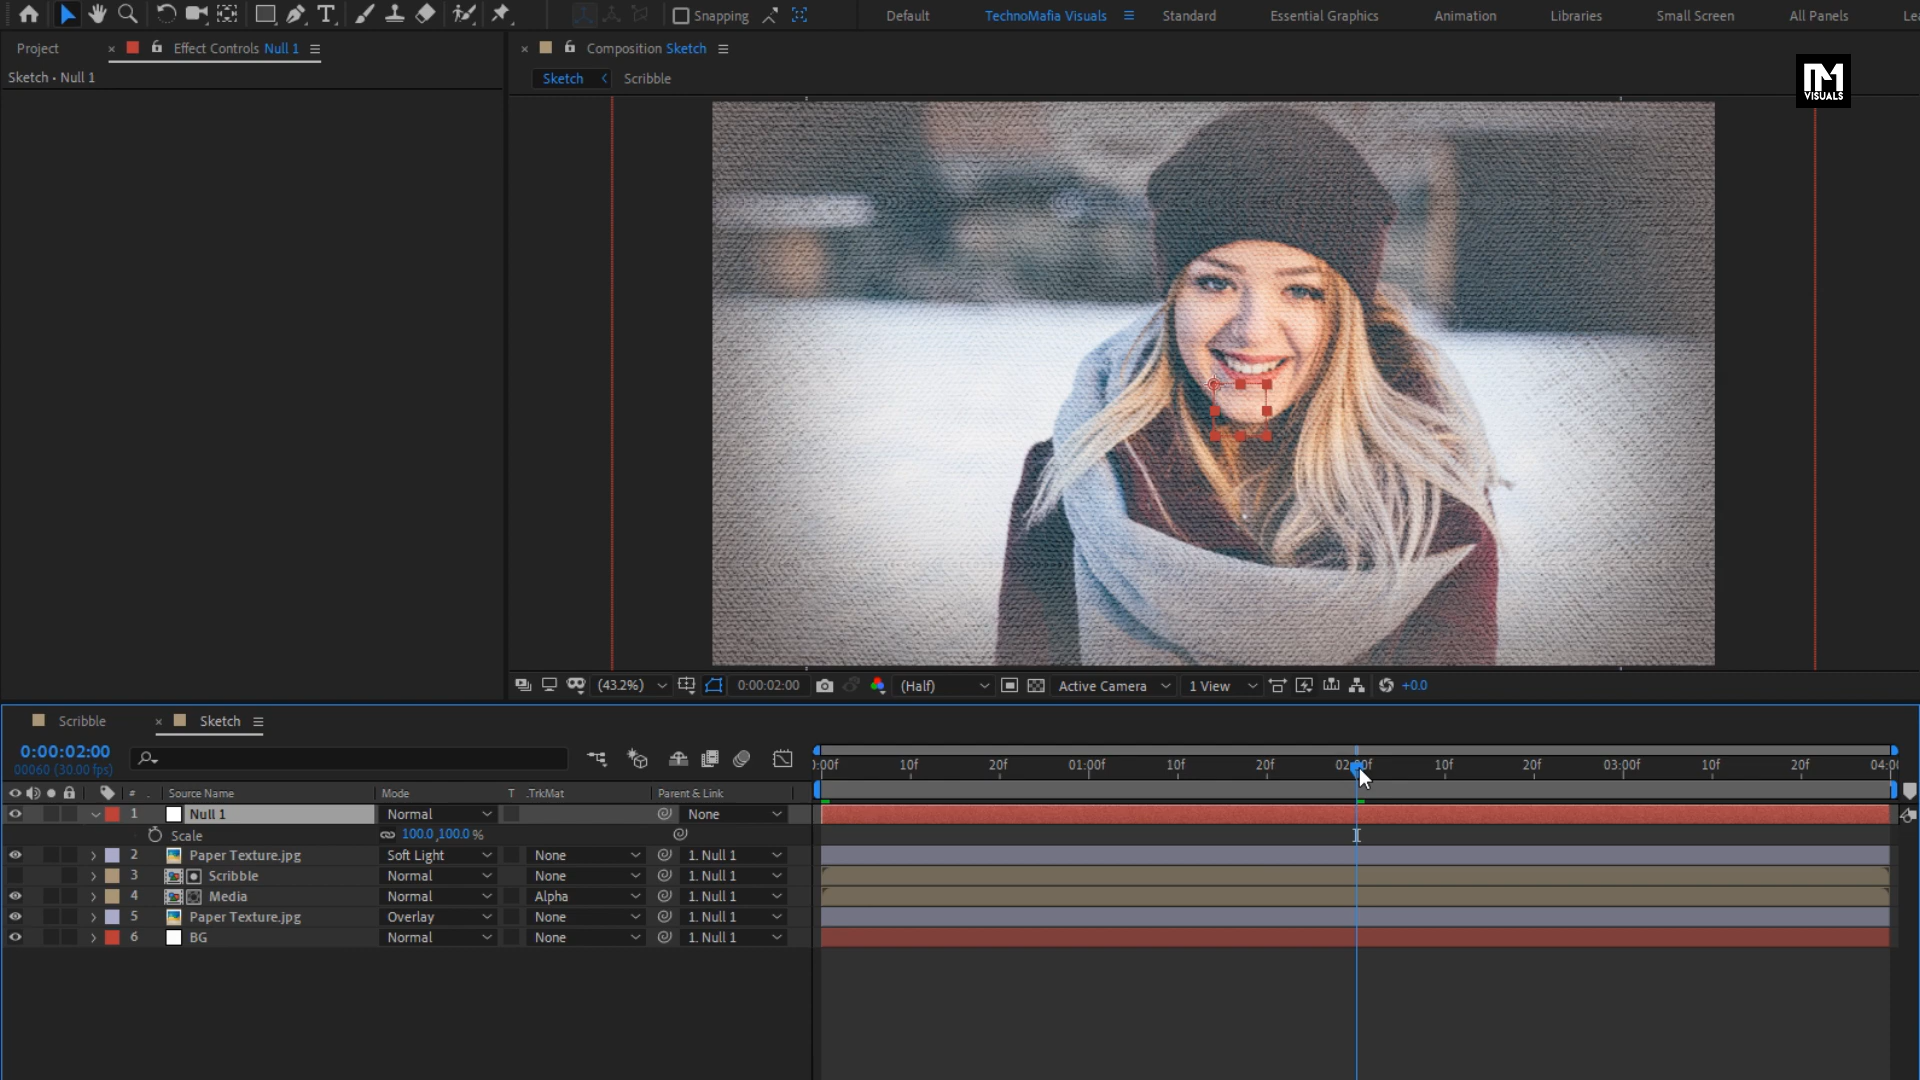 Snapping
Default
TechnoMafia Visuals
Standard
Essential Graphics
Animation
Libraries
Small Screen
All Panels
Project
Effect Controls Null 1
Composition Sketch
Sketch • Null 1
Sketch
Scribble
VISUALS
(43.2%)
0:00:02:00
(Half)
Active Camera
1 View
+0.0
Scribble
Sketch
0:00:02:00
00060 (30.00 fps)
:00f 10f 20f 01:00f 10f 20f 02:00f 10f 20f 03:00f 10f 20f 04:00
# Source Name Mode T .TrkMat Parent & Link
1 Null 1 Normal None
Scale 100.0,100.0 %
2 Paper Texture.jpg Soft Light None 1. Null 1
3 Scribble Normal None 1. Null 1
4 Media Normal Alpha 1. Null 1
5 Paper Texture.jpg Overlay None 1. Null 1
6 BG Normal None 1. Null 1